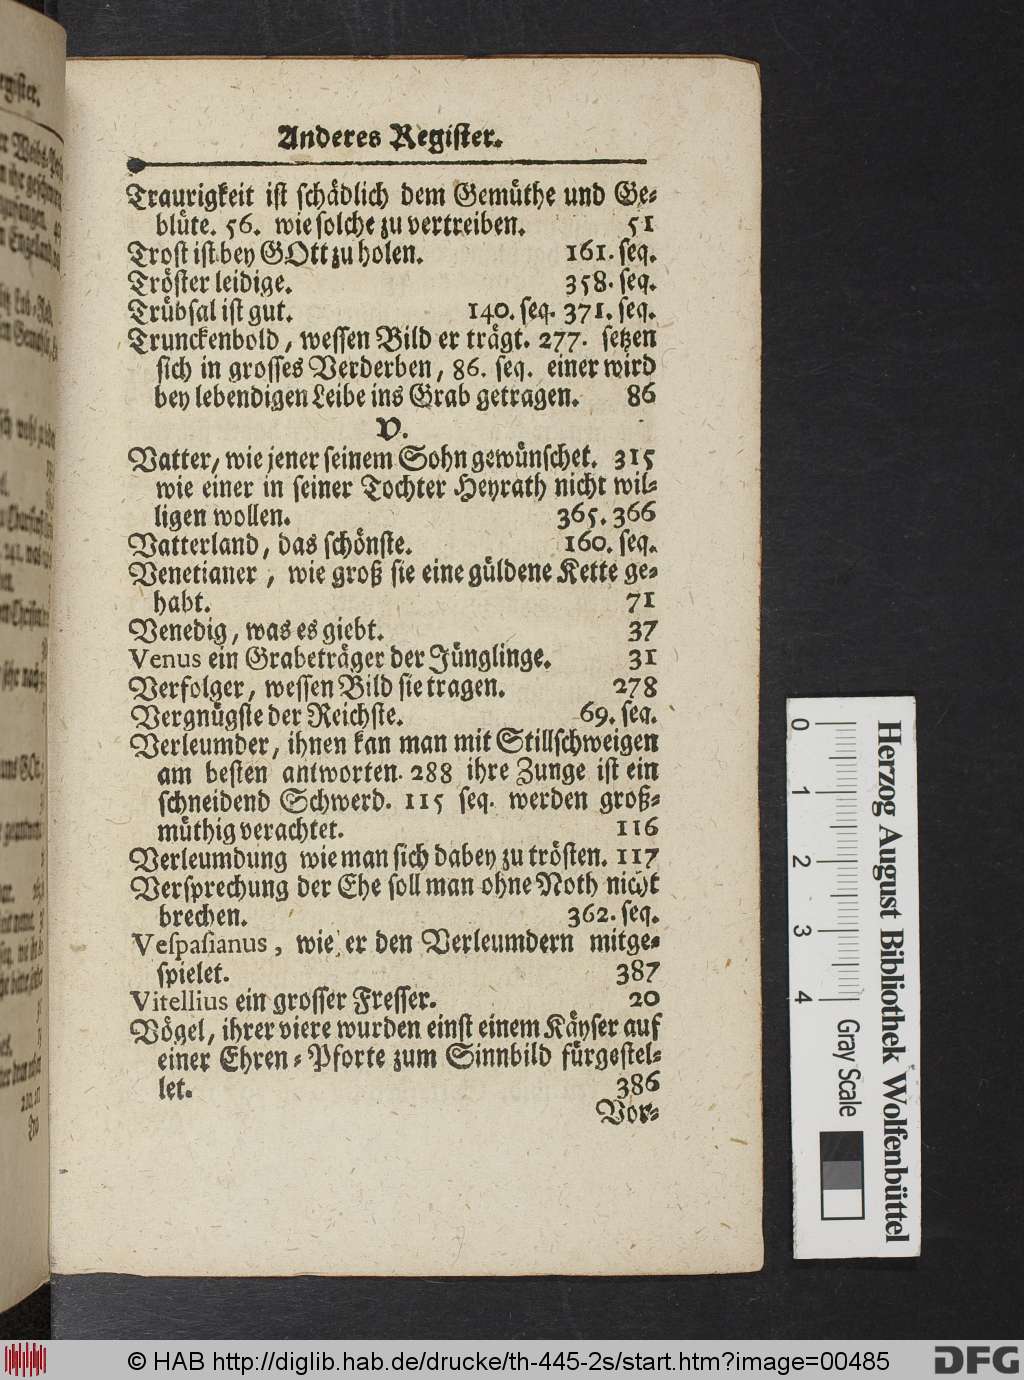 Anderes Register.
Traurigkeit ist schädlich dem Gemüthe und Ge-
blüte. 56. wie solche zu vertreiben. 51
Trost ist bey GOtt zu holen. 161. seq.
Tröster leidige. 358. seq.
Trübsal ist gut. 140. seq. 371. seq.
Trunckenbold, wessen Bild er trägt. 277. setzen
sich in grosses Verderben, 86. seq. einer wird
bey lebendigen Leibe ins Grab getragen. 86
V.
Vatter, wie jener seinem Sohn gewünschet. 315
wie einer in seiner Tochter Heyrath nicht wil-
ligen wollen. 365. 366
Vatterland, das schönste. 160. seq.
Venetianer, wie groß sie eine güldene Kette ge-
habt. 71
Venedig, was es giebt. 37
Venus ein Grabeträger der Jünglinge. 31
Verfolger, wessen Bild sie tragen. 278
Vergnügste der Reichste. 69. seq.
Verleumder, ihnen kan man mit Stillschweigen
am besten antworten. 288 ihre Zunge ist ein
schneidend Schwerd. 115 seq. werden groß-
müthig verachtet. 116
Verleumdung wie man sich dabey zu trösten. 117
Versprechung der Ehe soll man ohne Noth nicht
brechen. 362. seq.
Vespasianus, wie er den Verleumdern mitge-
spielet. 387
Vitellius ein grosser Fresser. 20
Vögel, ihrer viere wurden einst einem Käyser auf
einer Ehren-Pforte zum Sinnbild fürgestel-
let. 386
Vor-
0 1 2 3 4
Gray Scale
Herzog August Bibliothek Wolfenbüttel
© HAB http://diglib.hab.de/drucke/th-445-2s/start.htm?image=00485
DFG